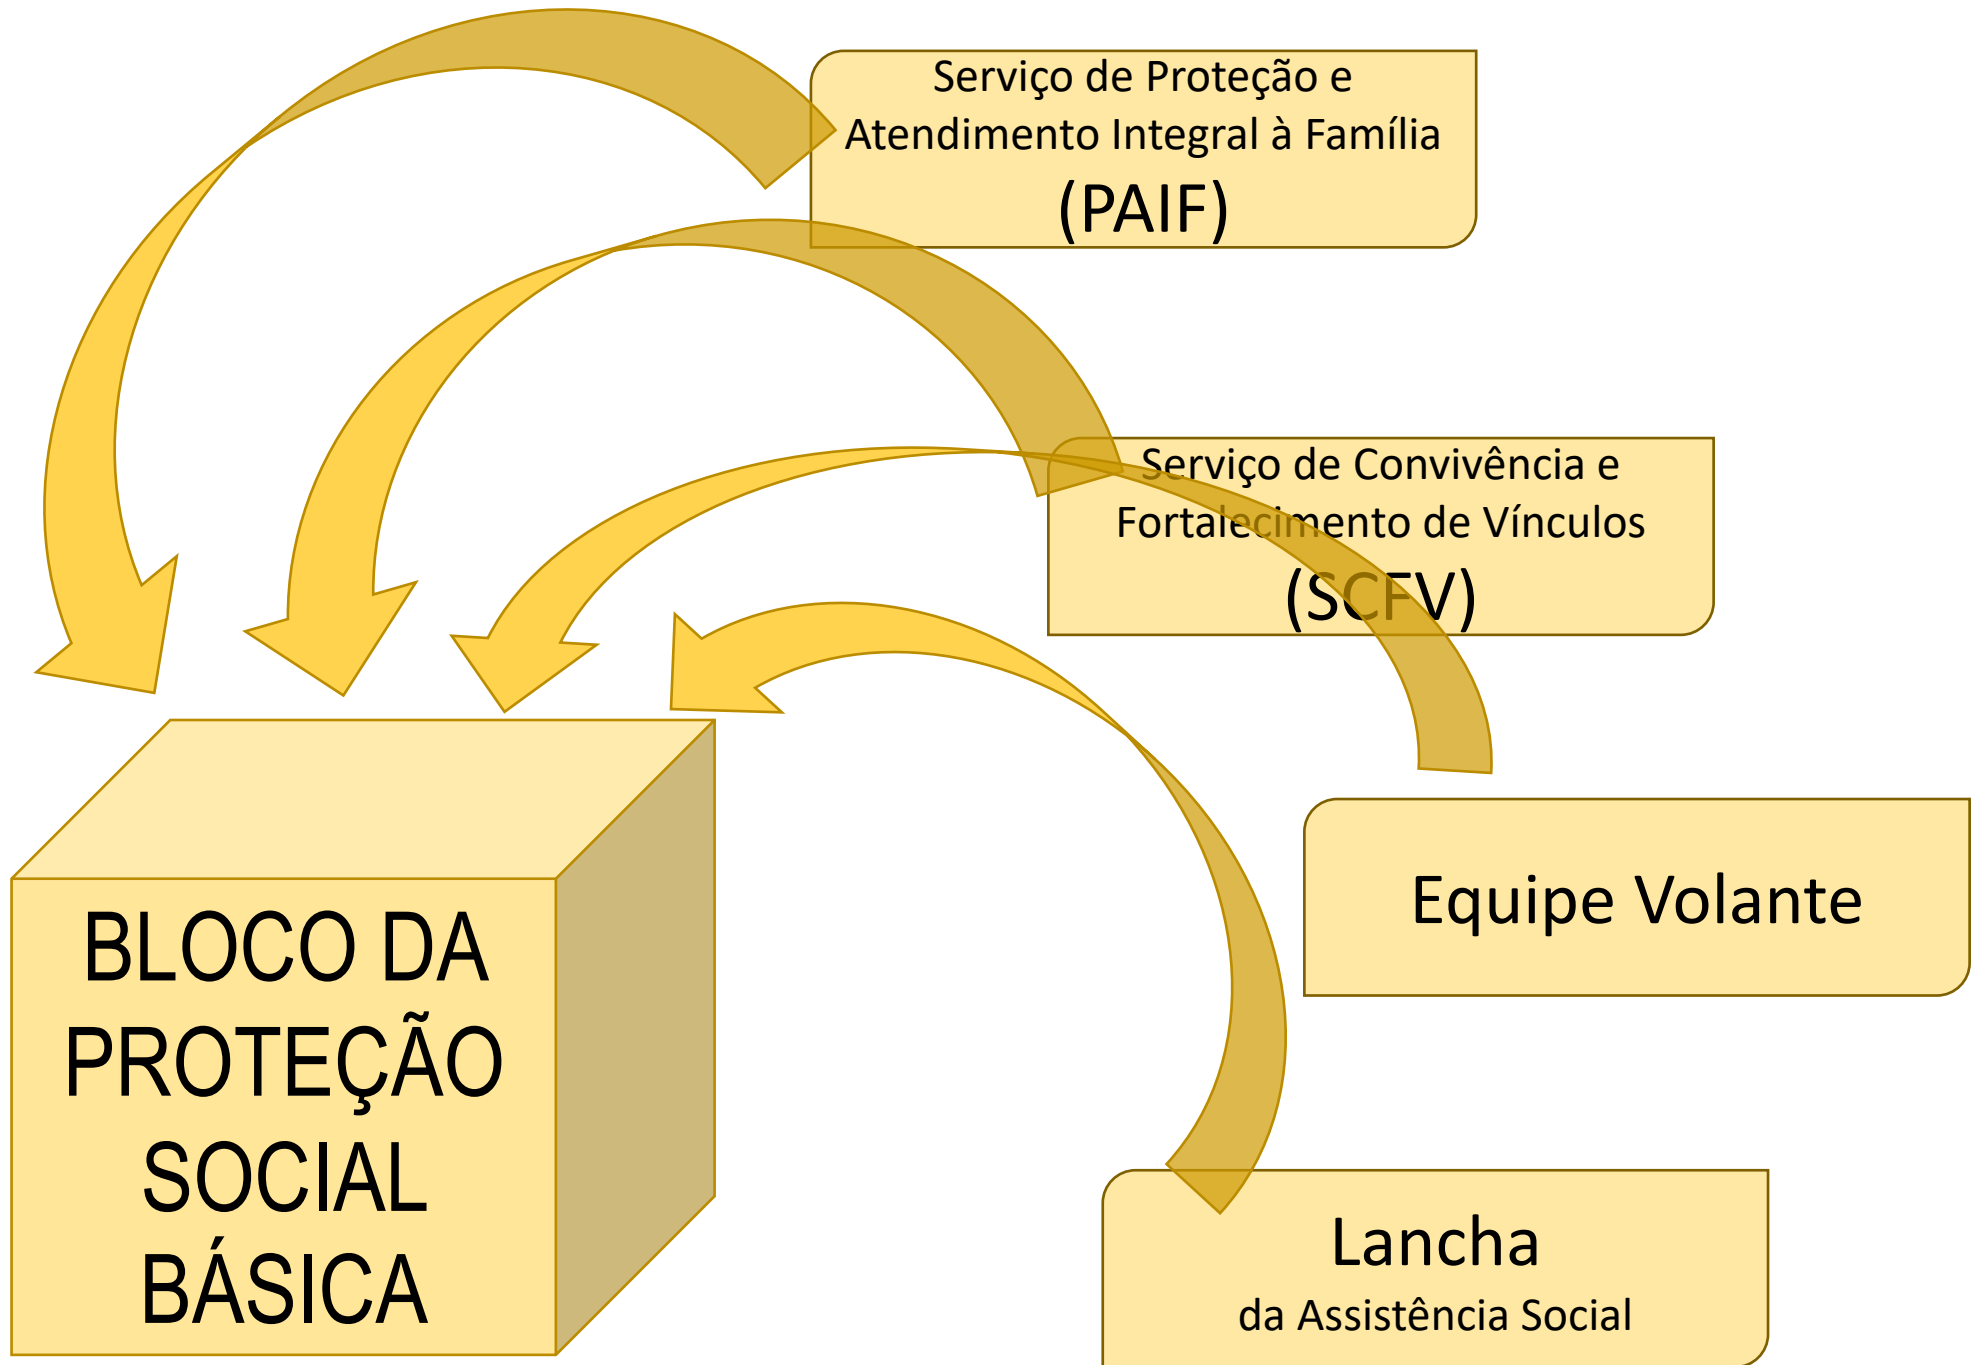 Serviço de Proteção e
Atendimento Integral à Família
(PAIF)
Serviço de Convivência e
Fortalecimento de Vínculos
(SCFV)
Equipe Volante
Lancha
da Assistência Social
BLOCO DA
PROTEÇÃO
SOCIAL
BÁSICA